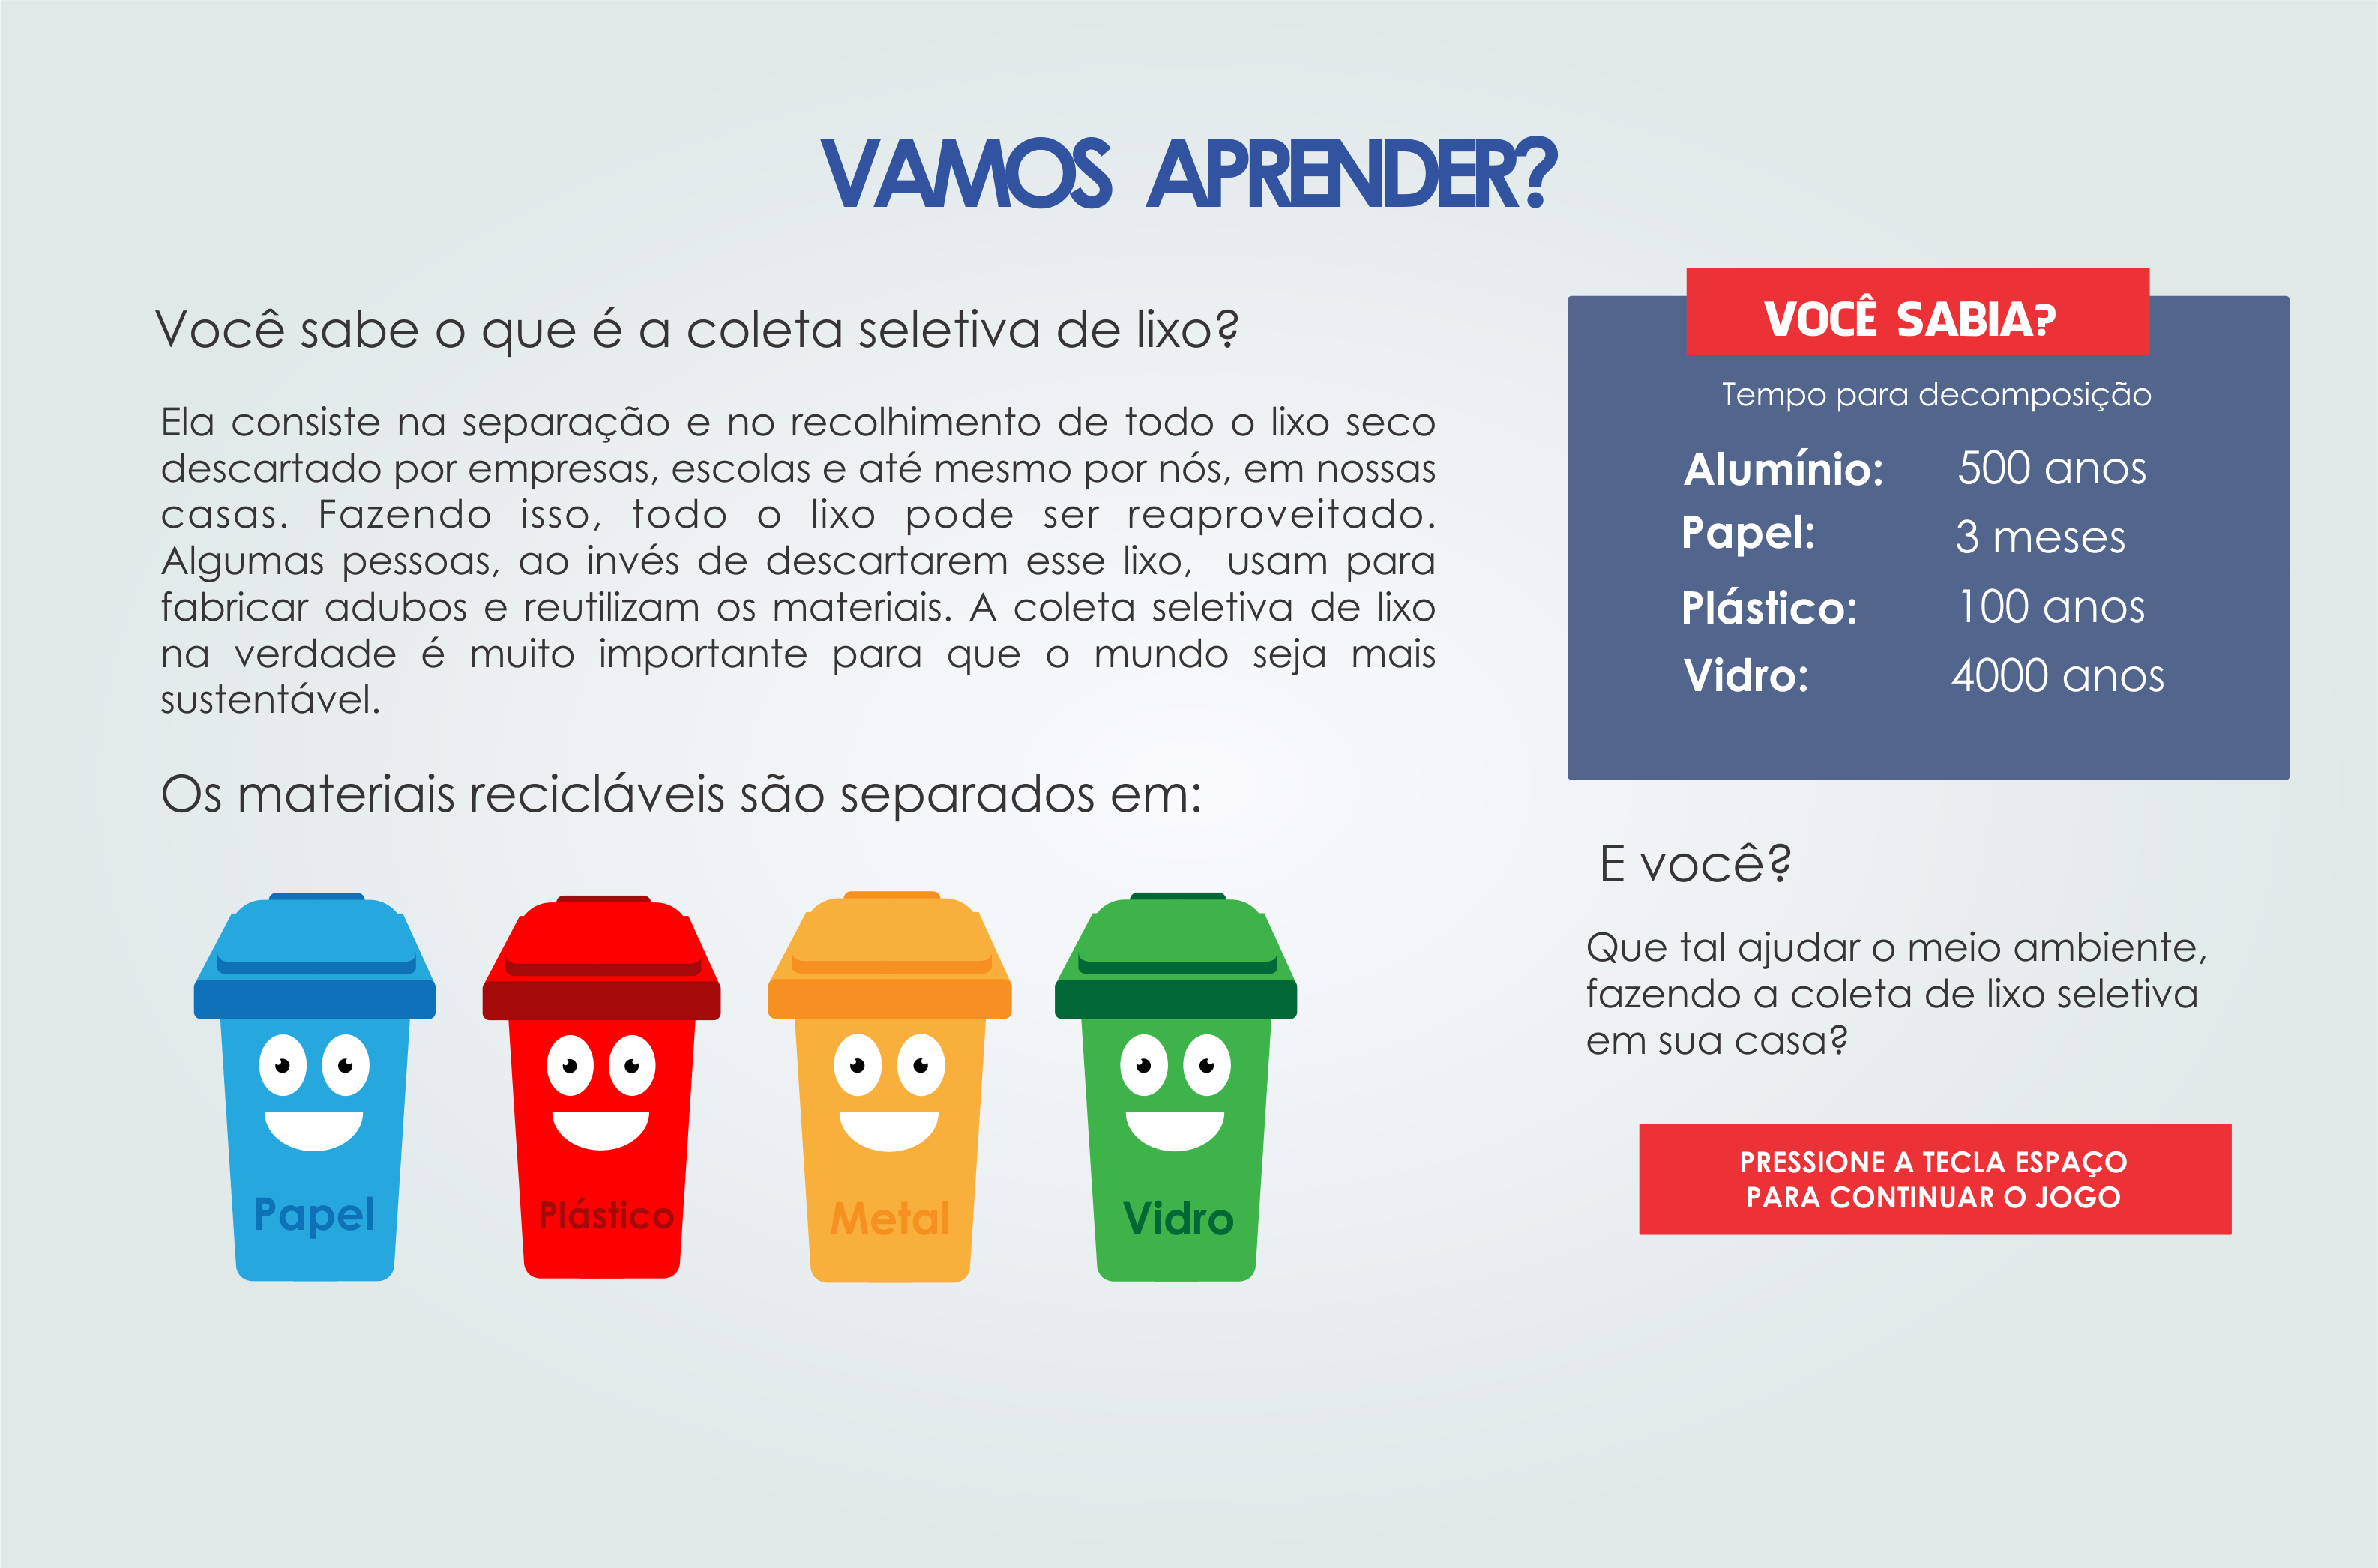 VAMOS APRENDER?
Você sabe o que é a coleta seletiva de lixo?
Ela consiste na separação e no recolhimento de todo o lixo seco
descartado por empresas, escolas e até mesmo por nós, em nossas
casas. Fazendo isso, todo o lixo pode ser reaproveitado.
Algumas pessoas, ao invés de descartarem esse lixo, usam para
fabricar adubos e reutilizam os materiais. A coleta seletiva de lixo
na verdade é muito importante para que o mundo seja mais
sustentável.
Os materiais recicláveis são separados em:
Papel
Plástico
Metal
Vidro
VOCÊ SABIA?
Tempo para decomposição
Alumínio: 500 anos
Papel: 3 meses
Plástico: 100 anos
Vidro: 4000 anos
E você?
Que tal ajudar o meio ambiente,
fazendo a coleta de lixo seletiva
em sua casa?
PRESSIONE A TECLA ESPAÇO
PARA CONTINUAR O JOGO